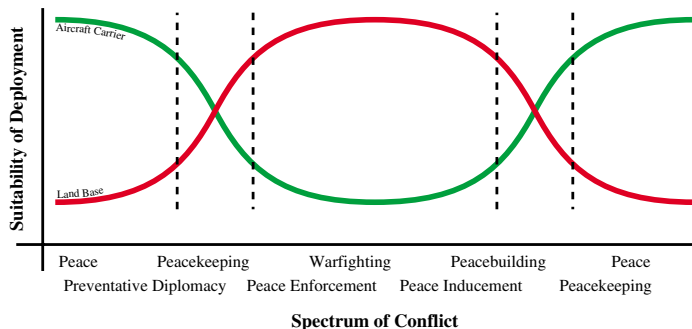 Aircraft Carrier
Suitability of Deployment
Land Base
Peace Peacekeeping Warfighting Peacebuilding Peace
Preventative Diplomacy Peace Enforcement Peace Inducement Peacekeeping
Spectrum of Conflict